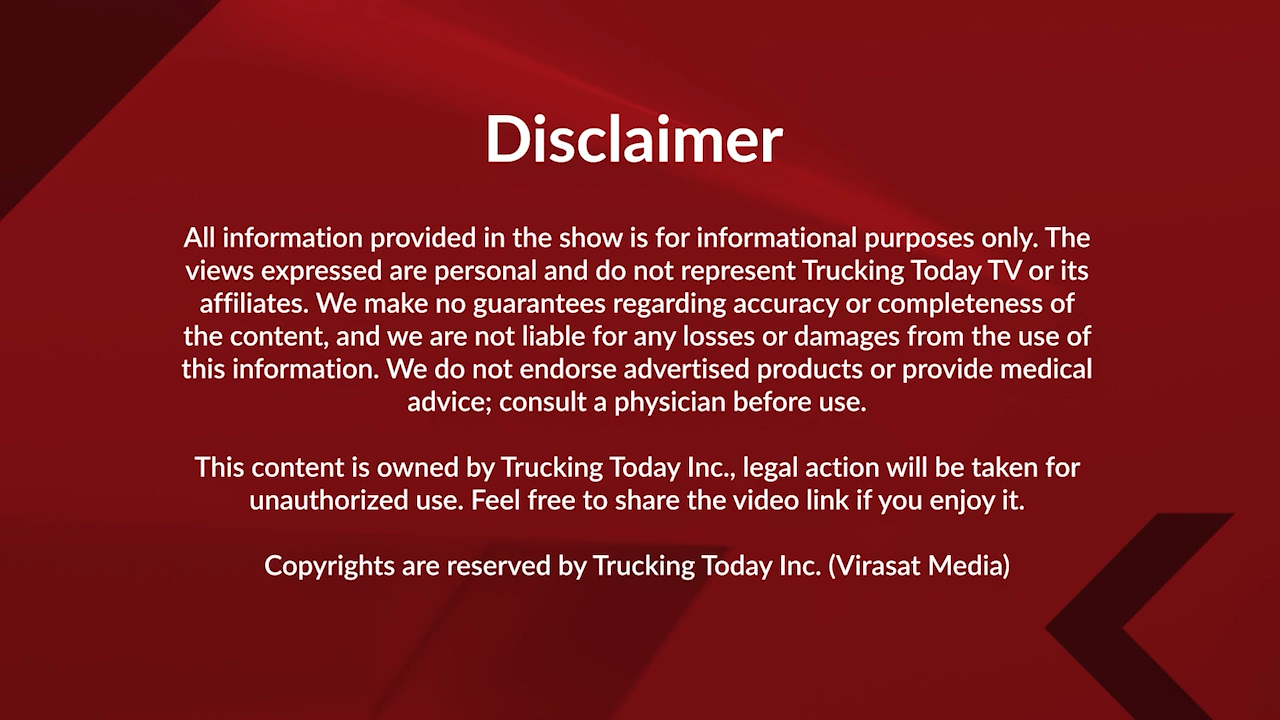 Disclaimer
All information provided in the show is for informational purposes only. The
views expressed are personal and do not represent Trucking Today TV or its
affiliates. We make no guarantees regarding accuracy or completeness of
the content, and we are not liable for any losses or damages from the use of
this information. We do not endorse advertised products or provide medical
advice; consult a physician before use.
This content is owned by Trucking Today Inc., legal action will be taken for
unauthorized use. Feel free to share the video link if you enjoy it.
Copyrights are reserved by Trucking Today Inc. (Virasat Media)